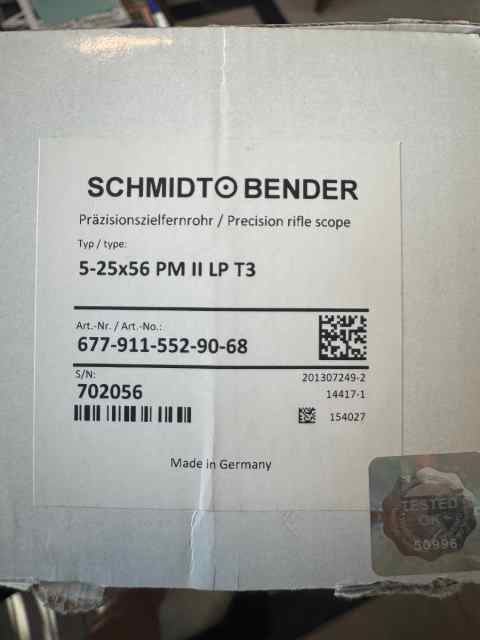 SCHMIDT BENDER
Präzisionszielfernrohr / Precision rifle scope
Typ / type:
5-25x56 PM II LP T3
Art.-Nr. / Art.-No.:
677-911-552-90-68
S/N:
702056
201307249-2
14417-1
154027
Made in Germany
TESTED
OK
50996